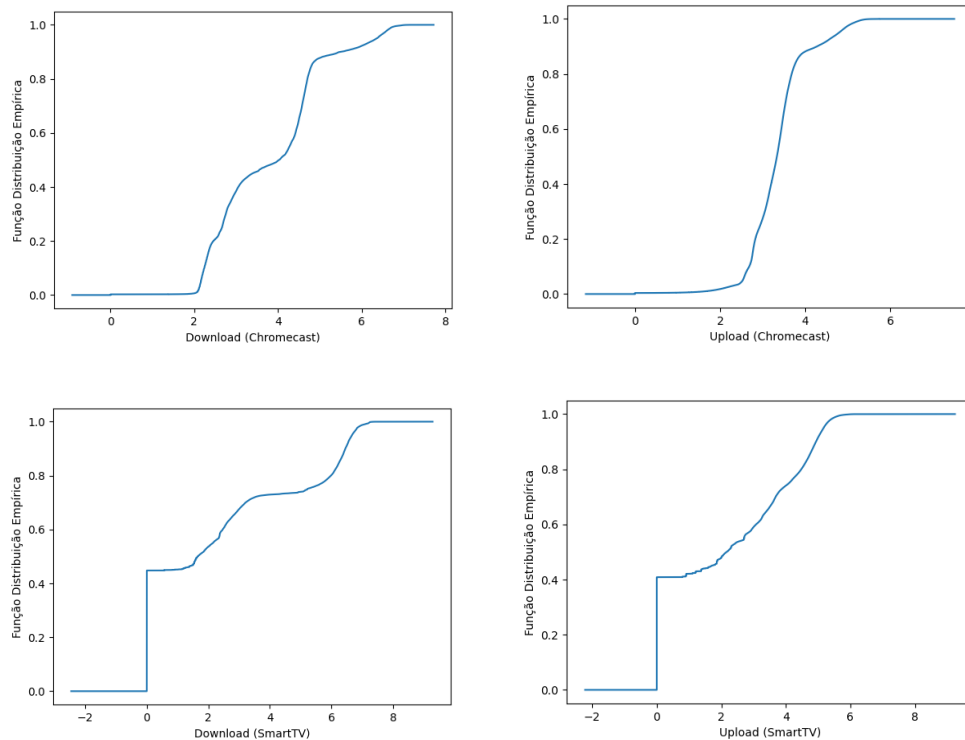 1.0
0.8
0.6
0.4
0.2
0.0
Função Distribuição Empírica
0 2 4 6 8
Download (Chromecast)
1.0
0.8
0.6
0.4
0.2
0.0
Função Distribuição Empírica
0 2 4 6
Upload (Chromecast)
1.0
0.8
0.6
0.4
0.2
0.0
Função Distribuição Empírica
−2 0 2 4 6 8
Download (SmartTV)
1.0
0.8
0.6
0.4
0.2
0.0
Função Distribuição Empírica
−2 0 2 4 6 8
Upload (SmartTV)